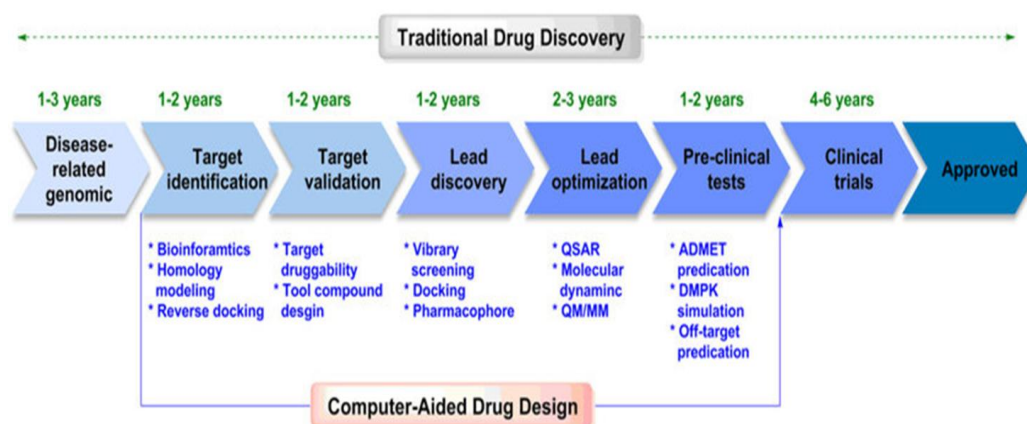 Traditional Drug Discovery
1-3 years
1-2 years
1-2 years
1-2 years
2-3 years
1-2 years
4-6 years
Disease-
related
genomic
Target
identification
Target
validation
Lead
discovery
Lead
optimization
Pre-clinical
tests
Clinical
trials
Approved
* Bioinforamtics
* Homology
modeling
* Reverse docking
* Target
druggability
* Tool compound
desgin
* Vibrary
screening
* Docking
* Pharmacophore
* QSAR
* Molecular
dynaminc
* QM/MM
* ADMET
predication
* DMPK
simulation
* Off-target
predication
Computer-Aided Drug Design